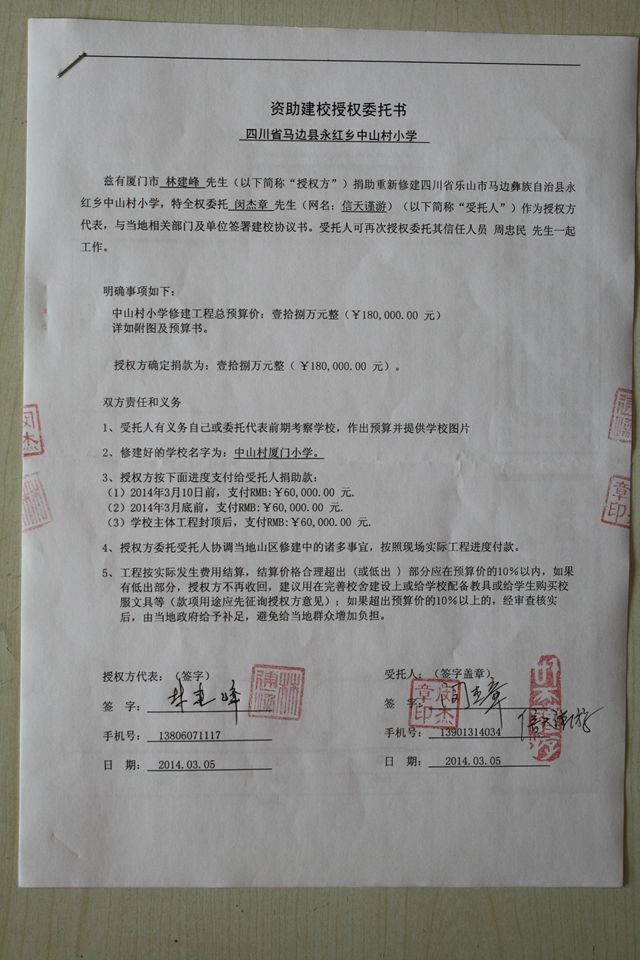 资助建校授权委托书
四川省马边县永红乡中山村小学
兹有厦门市 林建峰 先生（以下简称“授权方”）捐助重新修建四川省乐山市马边彝族自治县永
红乡中山村小学，特全权委托 闵杰章 先生（网名：信天谨游）（以下简称“受托人”）作为授权方
代表，与当地相关部门及单位签署建校协议书。受托人可再次授权委托其信任人员 周忠民 先生一起
工作。
明确事项如下：
中山村小学修建工程总预算价：壹拾捌万元整（￥180,000.00 元）
详如附图及预算书。
授权方确定捐款为：壹拾捌万元整（￥180,000.00 元）。
双方责任和义务
1、受托人有义务自己或委托代表前期考察学校，作出预算并提供学校图片
2、修建好的学校名字为：中山村厦门小学。
3、授权方按下面进度支付给受托人捐助款：
（1）2014年3月10日前，支付RMB:￥60,000.00 元.
（2）2014年3月底前，支付RMB:￥60,000.00 元.
（3）学校主体工程封顶后，支付RMB:￥60,000.00 元.
4、授权方委托受托人协调当地山区修建中的诸多事宜，按照现场实际工程进度付款。
5、工程按实际发生费用结算，结算价格合理超出（或低出）部分应在预算价的10%以内，如果
有低出部分，授权方不再收回，建议用在完善校舍建设上或给学校配备教具或给学生购买校
服文具等（款项用途应先征询授权方意见）；如果超出预算价的10%以上的，经审查核实
后，由当地政府给予补足，避免给当地群众增加负担。
授权方代表：（签字）
签 字：林建峰
手机号： 13806071117
日 期： 2014.03.05
受托人：（签字盖章）
签 字：闵杰章 信天谨游
闵杰章印
手机号： 13901314034
日 期： 2014.03.05
闵杰
章印